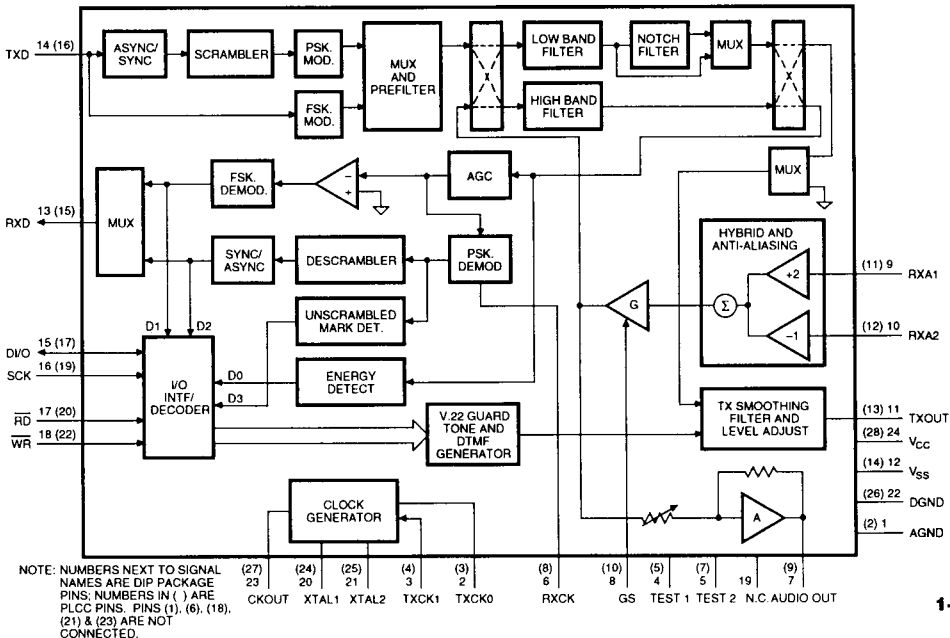 TXD 14 (16)
ASYNC/
SYNC
SCRAMBLER
PSK.
MOD.
FSK.
MOD.
MUX
AND
PREFILTER
X
LOW BAND
FILTER
HIGH BAND
FILTER
NOTCH
FILTER
MUX
X
MUX
RXD 13 (15)
MUX
FSK.
DEMOD.
−
+
AGC
SYNC/
ASYNC
DESCRAMBLER
PSK.
DEMOD
UNSCRAMBLED
MARK DET.
ENERGY
DETECT
D1
D2
D0
D3
DI/O 15 (17)
SCK 16 (19)
RD 17 (20)
WR 18 (22)
I/O
INTF/
DECODER
V.22 GUARD
TONE AND
DTMF
GENERATOR
HYBRID AND
ANTI-ALIASING
+2
−1
Σ
G
(11) 9 RXA1
(12) 10 RXA2
TX SMOOTHING
FILTER AND
LEVEL ADJUST
(13) 11 TXOUT
(28) 24 VCC
(14) 12 VSS
(26) 22 DGND
(2) 1 AGND
A
CLOCK
GENERATOR
(27) (24) (25) (4) (3) (8) (10) (5) (7) (9)
23 20 21 3 2 6 8 4 5 19 7
CKOUT XTAL1 XTAL2 TXCK1 TXCK0 RXCK GS TEST 1 TEST 2 N.C. AUDIO OUT
NOTE: NUMBERS NEXT TO SIGNAL
NAMES ARE DIP PACKAGE
PINS; NUMBERS IN ( ) ARE
PLCC PINS. PINS (1), (6), (18),
(21) & (23) ARE NOT
CONNECTED.
1-